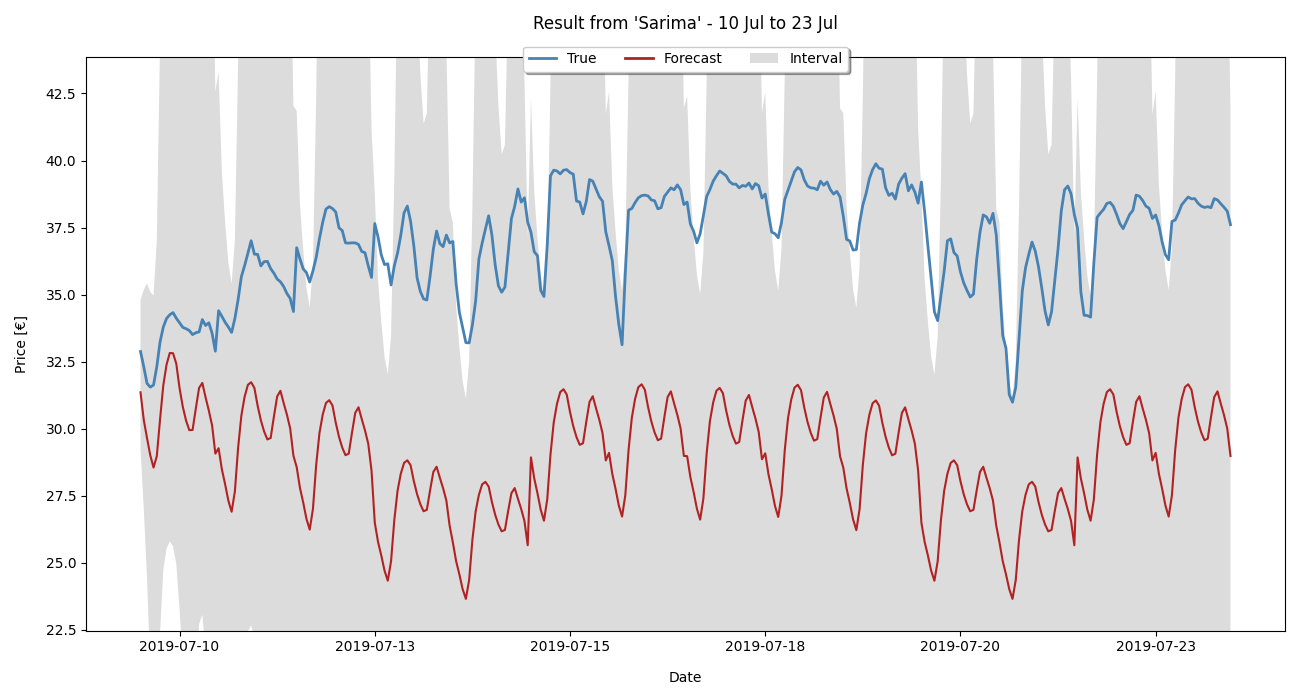 Result from 'Sarima' - 10 Jul to 23 Jul
True Forecast Interval
42.5
40.0
37.5
35.0
32.5
30.0
27.5
25.0
22.5
Price [€]
2019-07-10 2019-07-13 2019-07-15 2019-07-18 2019-07-20 2019-07-23
Date